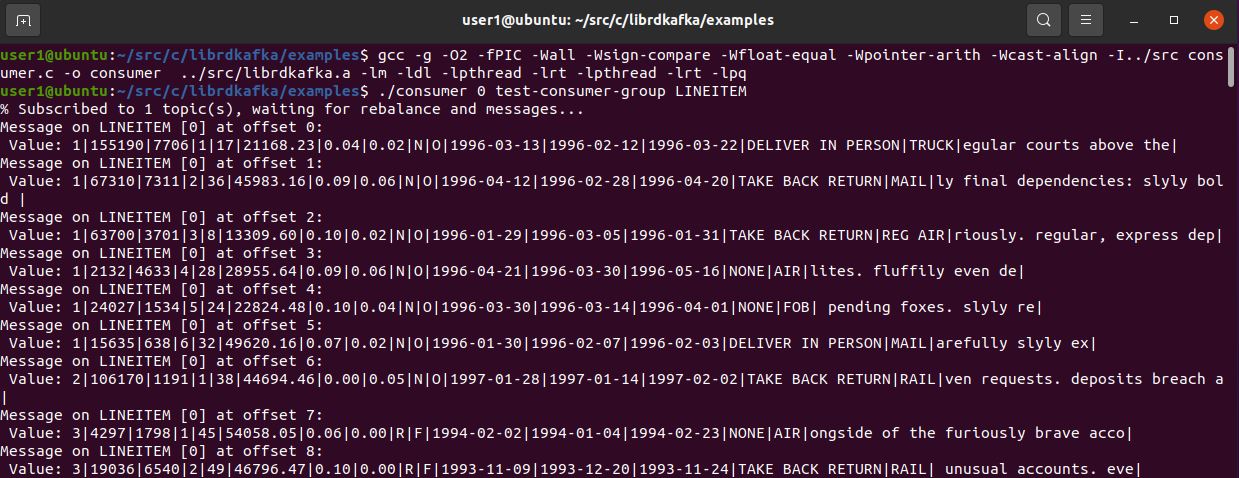 user1@ubuntu: ~/src/c/librdkafka/examples
user1@ubuntu:~/src/c/librdkafka/examples$ gcc -g -O2 -fPIC -Wall -Wsign-compare -Wfloat-equal -Wpointer-arith -Wcast-align -I../src cons
umer.c -o consumer  ../src/librdkafka.a -lm -ldl -lpthread -lrt -lpthread -lrt -lpq
user1@ubuntu:~/src/c/librdkafka/examples$ ./consumer 0 test-consumer-group LINEITEM
% Subscribed to 1 topic(s), waiting for rebalance and messages...
Message on LINEITEM [0] at offset 0:
 Value: 1|155190|7706|1|17|21168.23|0.04|0.02|N|O|1996-03-13|1996-02-12|1996-03-22|DELIVER IN PERSON|TRUCK|egular courts above the|
Message on LINEITEM [0] at offset 1:
 Value: 1|67310|7311|2|36|45983.16|0.09|0.06|N|O|1996-04-12|1996-02-28|1996-04-20|TAKE BACK RETURN|MAIL|ly final dependencies: slyly bol
d |
Message on LINEITEM [0] at offset 2:
 Value: 1|63700|3701|3|8|13309.60|0.10|0.02|N|O|1996-01-29|1996-03-05|1996-01-31|TAKE BACK RETURN|REG AIR|riously. regular, express dep|
Message on LINEITEM [0] at offset 3:
 Value: 1|2132|4633|4|28|28955.64|0.09|0.06|N|O|1996-04-21|1996-03-30|1996-05-16|NONE|AIR|lites. fluffily even de|
Message on LINEITEM [0] at offset 4:
 Value: 1|24027|1534|5|24|22824.48|0.10|0.04|N|O|1996-03-30|1996-03-14|1996-04-01|NONE|FOB| pending foxes. slyly re|
Message on LINEITEM [0] at offset 5:
 Value: 1|15635|638|6|32|49620.16|0.07|0.02|N|O|1996-01-30|1996-02-07|1996-02-03|DELIVER IN PERSON|MAIL|arefully slyly ex|
Message on LINEITEM [0] at offset 6:
 Value: 2|106170|1191|1|38|44694.46|0.00|0.05|N|O|1997-01-28|1997-01-14|1997-02-02|TAKE BACK RETURN|RAIL|ven requests. deposits breach a
|
Message on LINEITEM [0] at offset 7:
 Value: 3|4297|1798|1|45|54058.05|0.06|0.00|R|F|1994-02-02|1994-01-04|1994-02-23|NONE|AIR|ongside of the furiously brave acco|
Message on LINEITEM [0] at offset 8:
 Value: 3|19036|6540|2|49|46796.47|0.10|0.00|R|F|1993-11-09|1993-12-20|1993-11-24|TAKE BACK RETURN|RAIL| unusual accounts. eve|